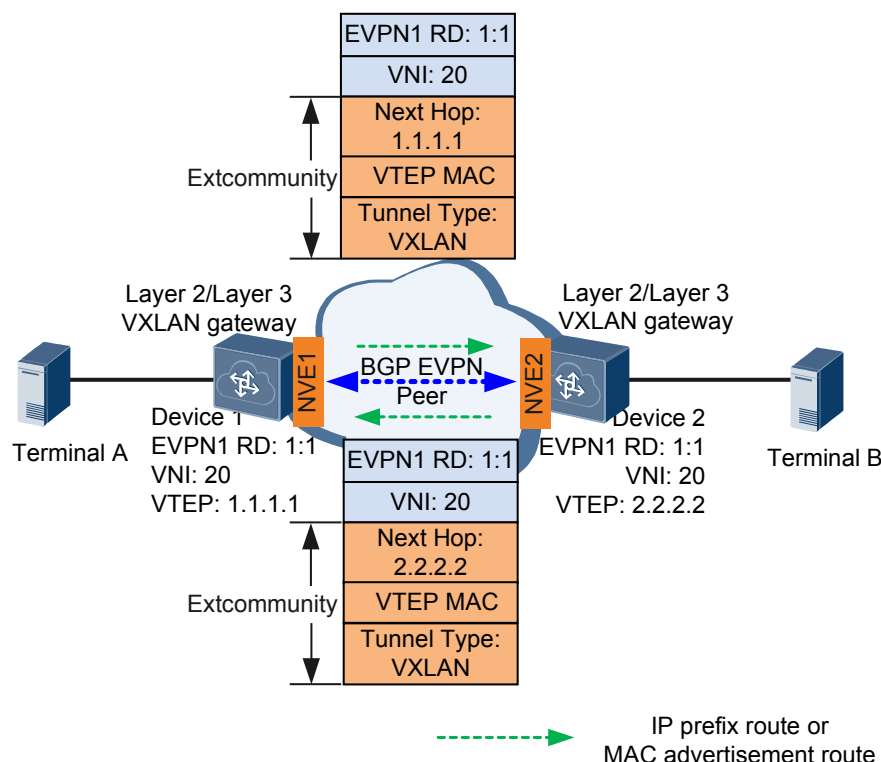 EVPN1 RD: 1:1
VNI: 20
Next Hop:
1.1.1.1
Extcommunity
VTEP MAC
Tunnel Type:
VXLAN
Layer 2/Layer 3
VXLAN gateway
Layer 2/Layer 3
VXLAN gateway
NVE1
BGP EVPN
Peer
NVE2
Terminal A
Device 1
EVPN1 RD: 1:1
VNI: 20
VTEP: 1.1.1.1
Device 2
EVPN1 RD: 1:1
VNI: 20
VTEP: 2.2.2.2
Terminal B
EVPN1 RD: 1:1
VNI: 20
Next Hop:
2.2.2.2
Extcommunity
VTEP MAC
Tunnel Type:
VXLAN
IP prefix route or
MAC advertisement route